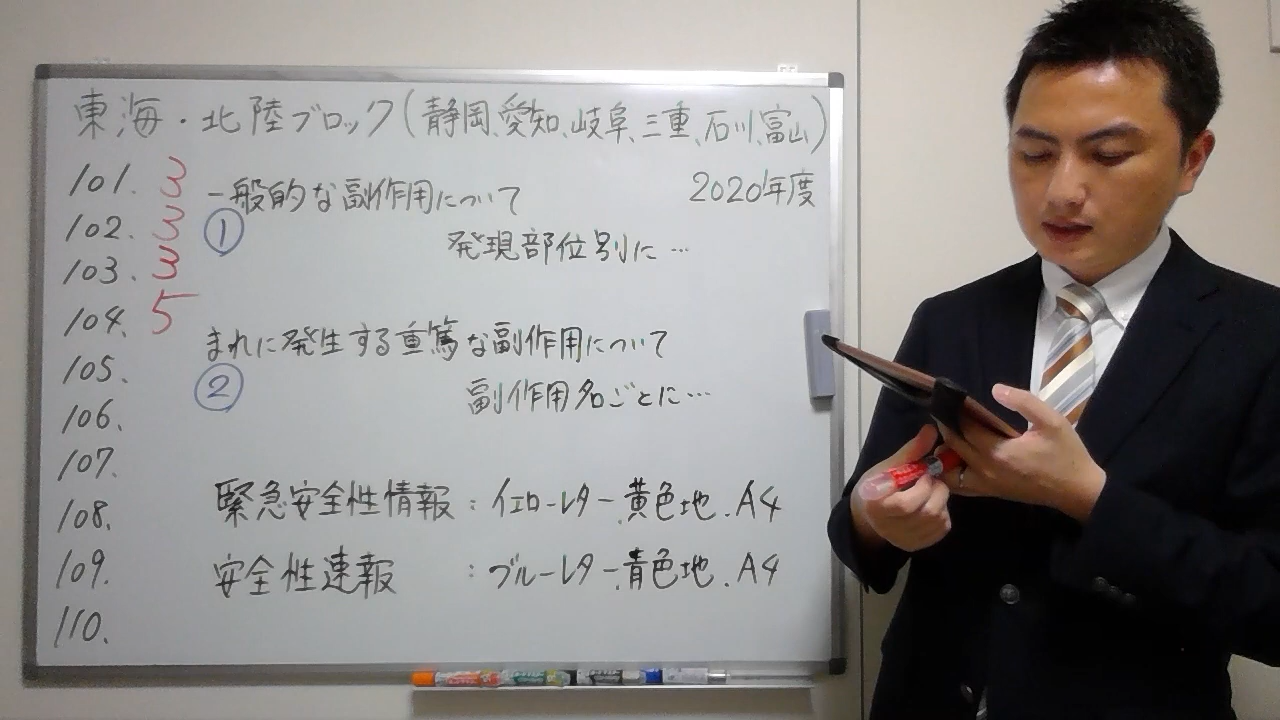 東海・北陸ブロック(静岡、愛知、岐阜、三重、石川、富山)
2020年度
101. 3
102. 3
103. 3
104. 5
105.
106.
107.
108.
109.
110.
一般的な副作用について
①
発現部位別に…
まれに発生する重篤な副作用について
②
副作用名ごとに…
緊急安全性情報:イエローレター.黄色地.A4
安全性速報:ブルーレター.青色地.A4